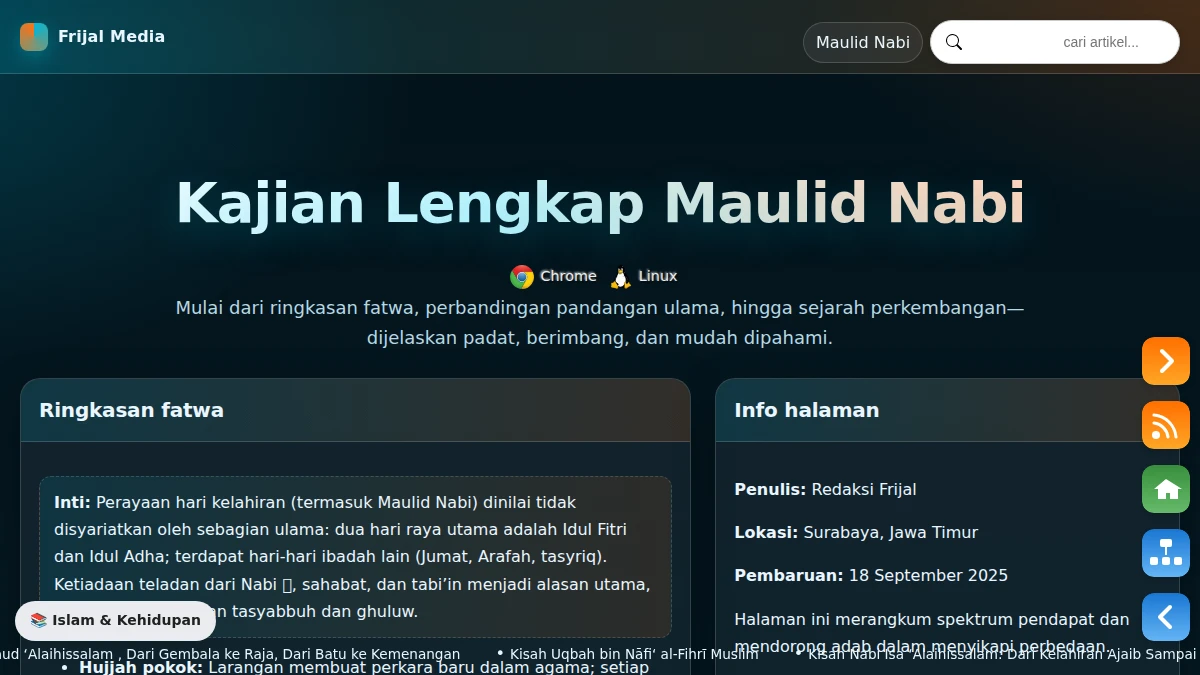 Frijal Media
Maulid Nabi
cari artikel...
Kajian Lengkap Maulid Nabi
Chrome Linux
Mulai dari ringkasan fatwa, perbandingan pandangan ulama, hingga sejarah perkembangan—
dijelaskan padat, berimbang, dan mudah dipahami.
Ringkasan fatwa
Inti: Perayaan hari kelahiran (termasuk Maulid Nabi) dinilai tidak
disyariatkan oleh sebagian ulama: dua hari raya utama adalah Idul Fitri
dan Idul Adha; terdapat hari-hari ibadah lain (Jumat, Arafah, tasyriq).
Ketiadaan teladan dari Nabi , sahabat, dan tabi’in menjadi alasan utama,
tasyabbuh dan ghuluw.
• Hujjah pokok: Larangan membuat perkara baru dalam agama; setiap
Info halaman
Penulis: Redaksi Frijal
Lokasi: Surabaya, Jawa Timur
Pembaruan: 18 September 2025
Halaman ini merangkum spektrum pendapat dan
mendorong adab dalam menyikapi perbedaan.
📚 Islam & Kehidupan
‘Alaihissalam , Dari Gembala ke Raja, Dari Batu ke Kemenangan • Kisah Uqbah bin Nāfi‘ al-Fihrī Muslim • Kisah Nabi Isa ‘Alaihissalam: Dari Kelahiran Ajaib Sampai